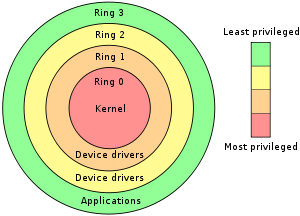 Ring 3
Ring 2
Ring 1
Ring 0
Kernel
Device drivers
Device drivers
Applications
Least privileged
Most privileged